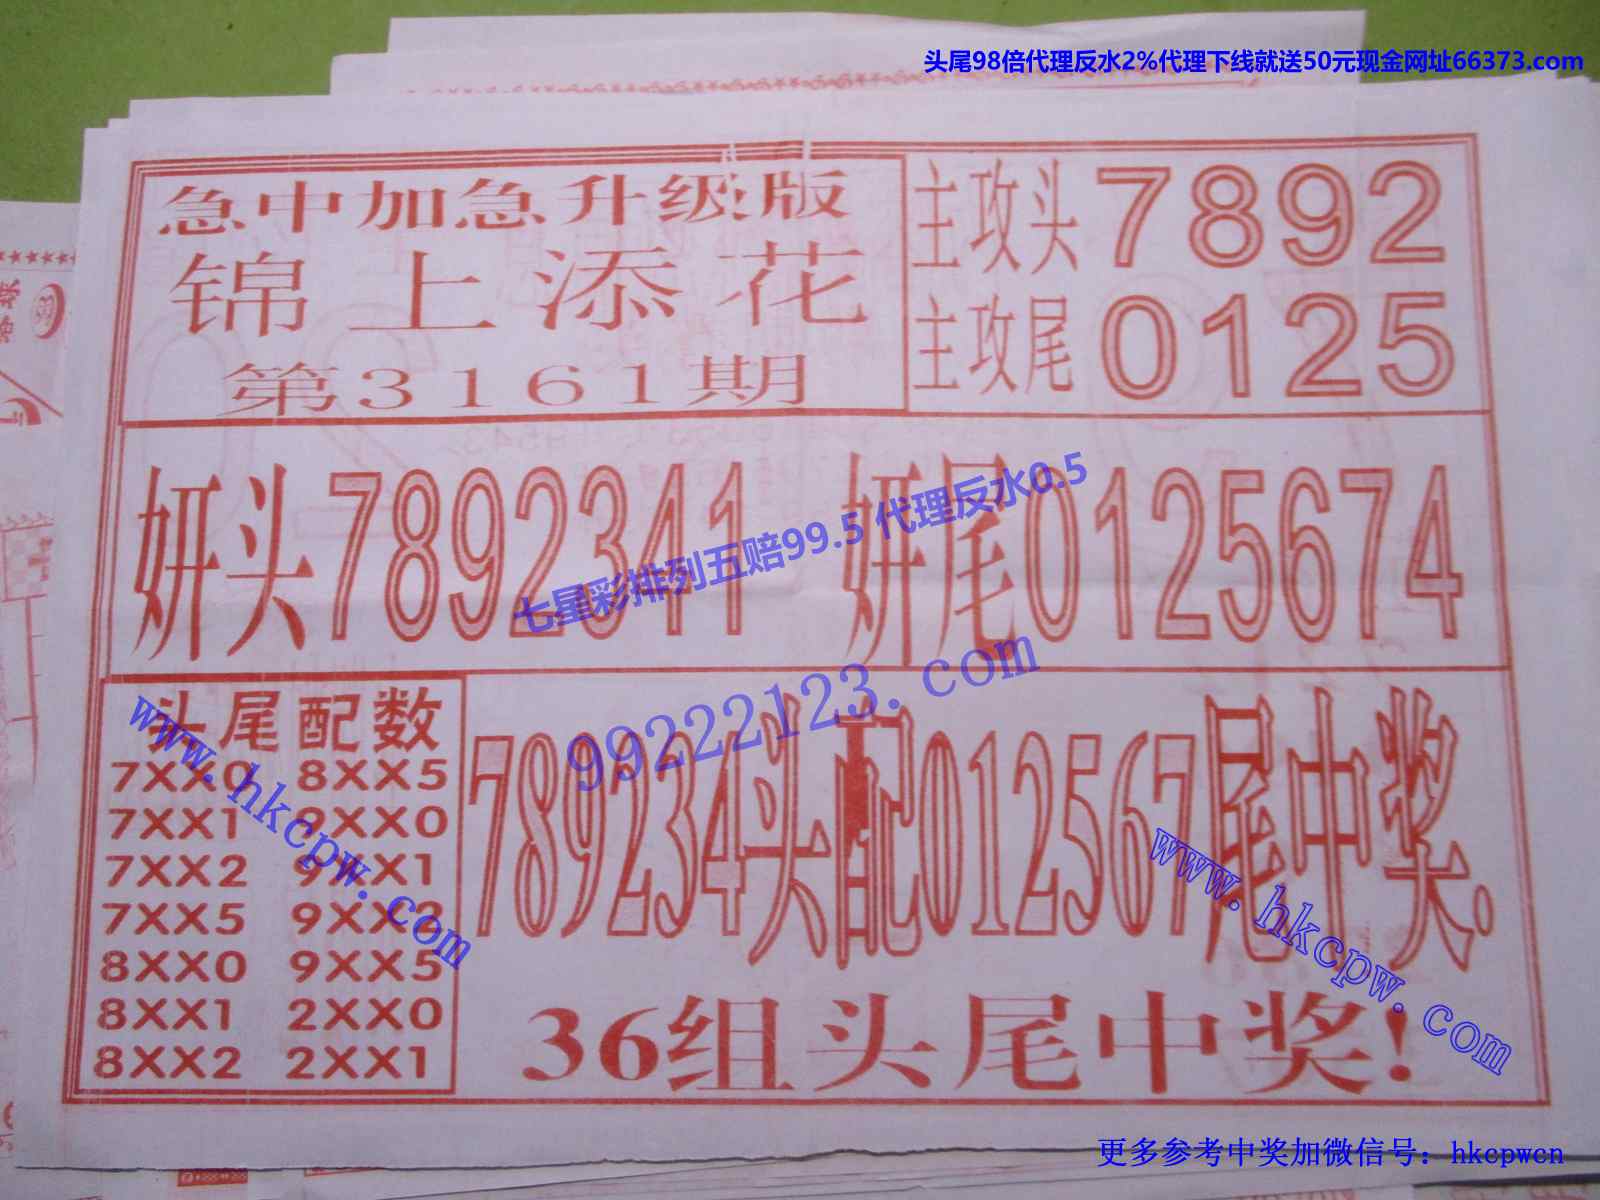 头尾98倍代理反水2%代理下线就送50元现金网址66373.com
急中加急升级版
锦上添花
第3161期
主攻头7892
主攻尾0125
妍头7892341 妍尾0125674
七星彩排列五赔99.5 代理反水0.5
99222123.com
头尾配数
7XX0 8XX5
7XX1 9XX0
7XX2 9XX1
7XX5 9XX2
8XX0 9XX5
8XX1 2XX0
8XX2 2XX1
www.hkcpw.com
789234头配012567尾中奖.
36组头尾中奖!
www.hkcpw.com
更多参考中奖加微信号：hkcpwcn